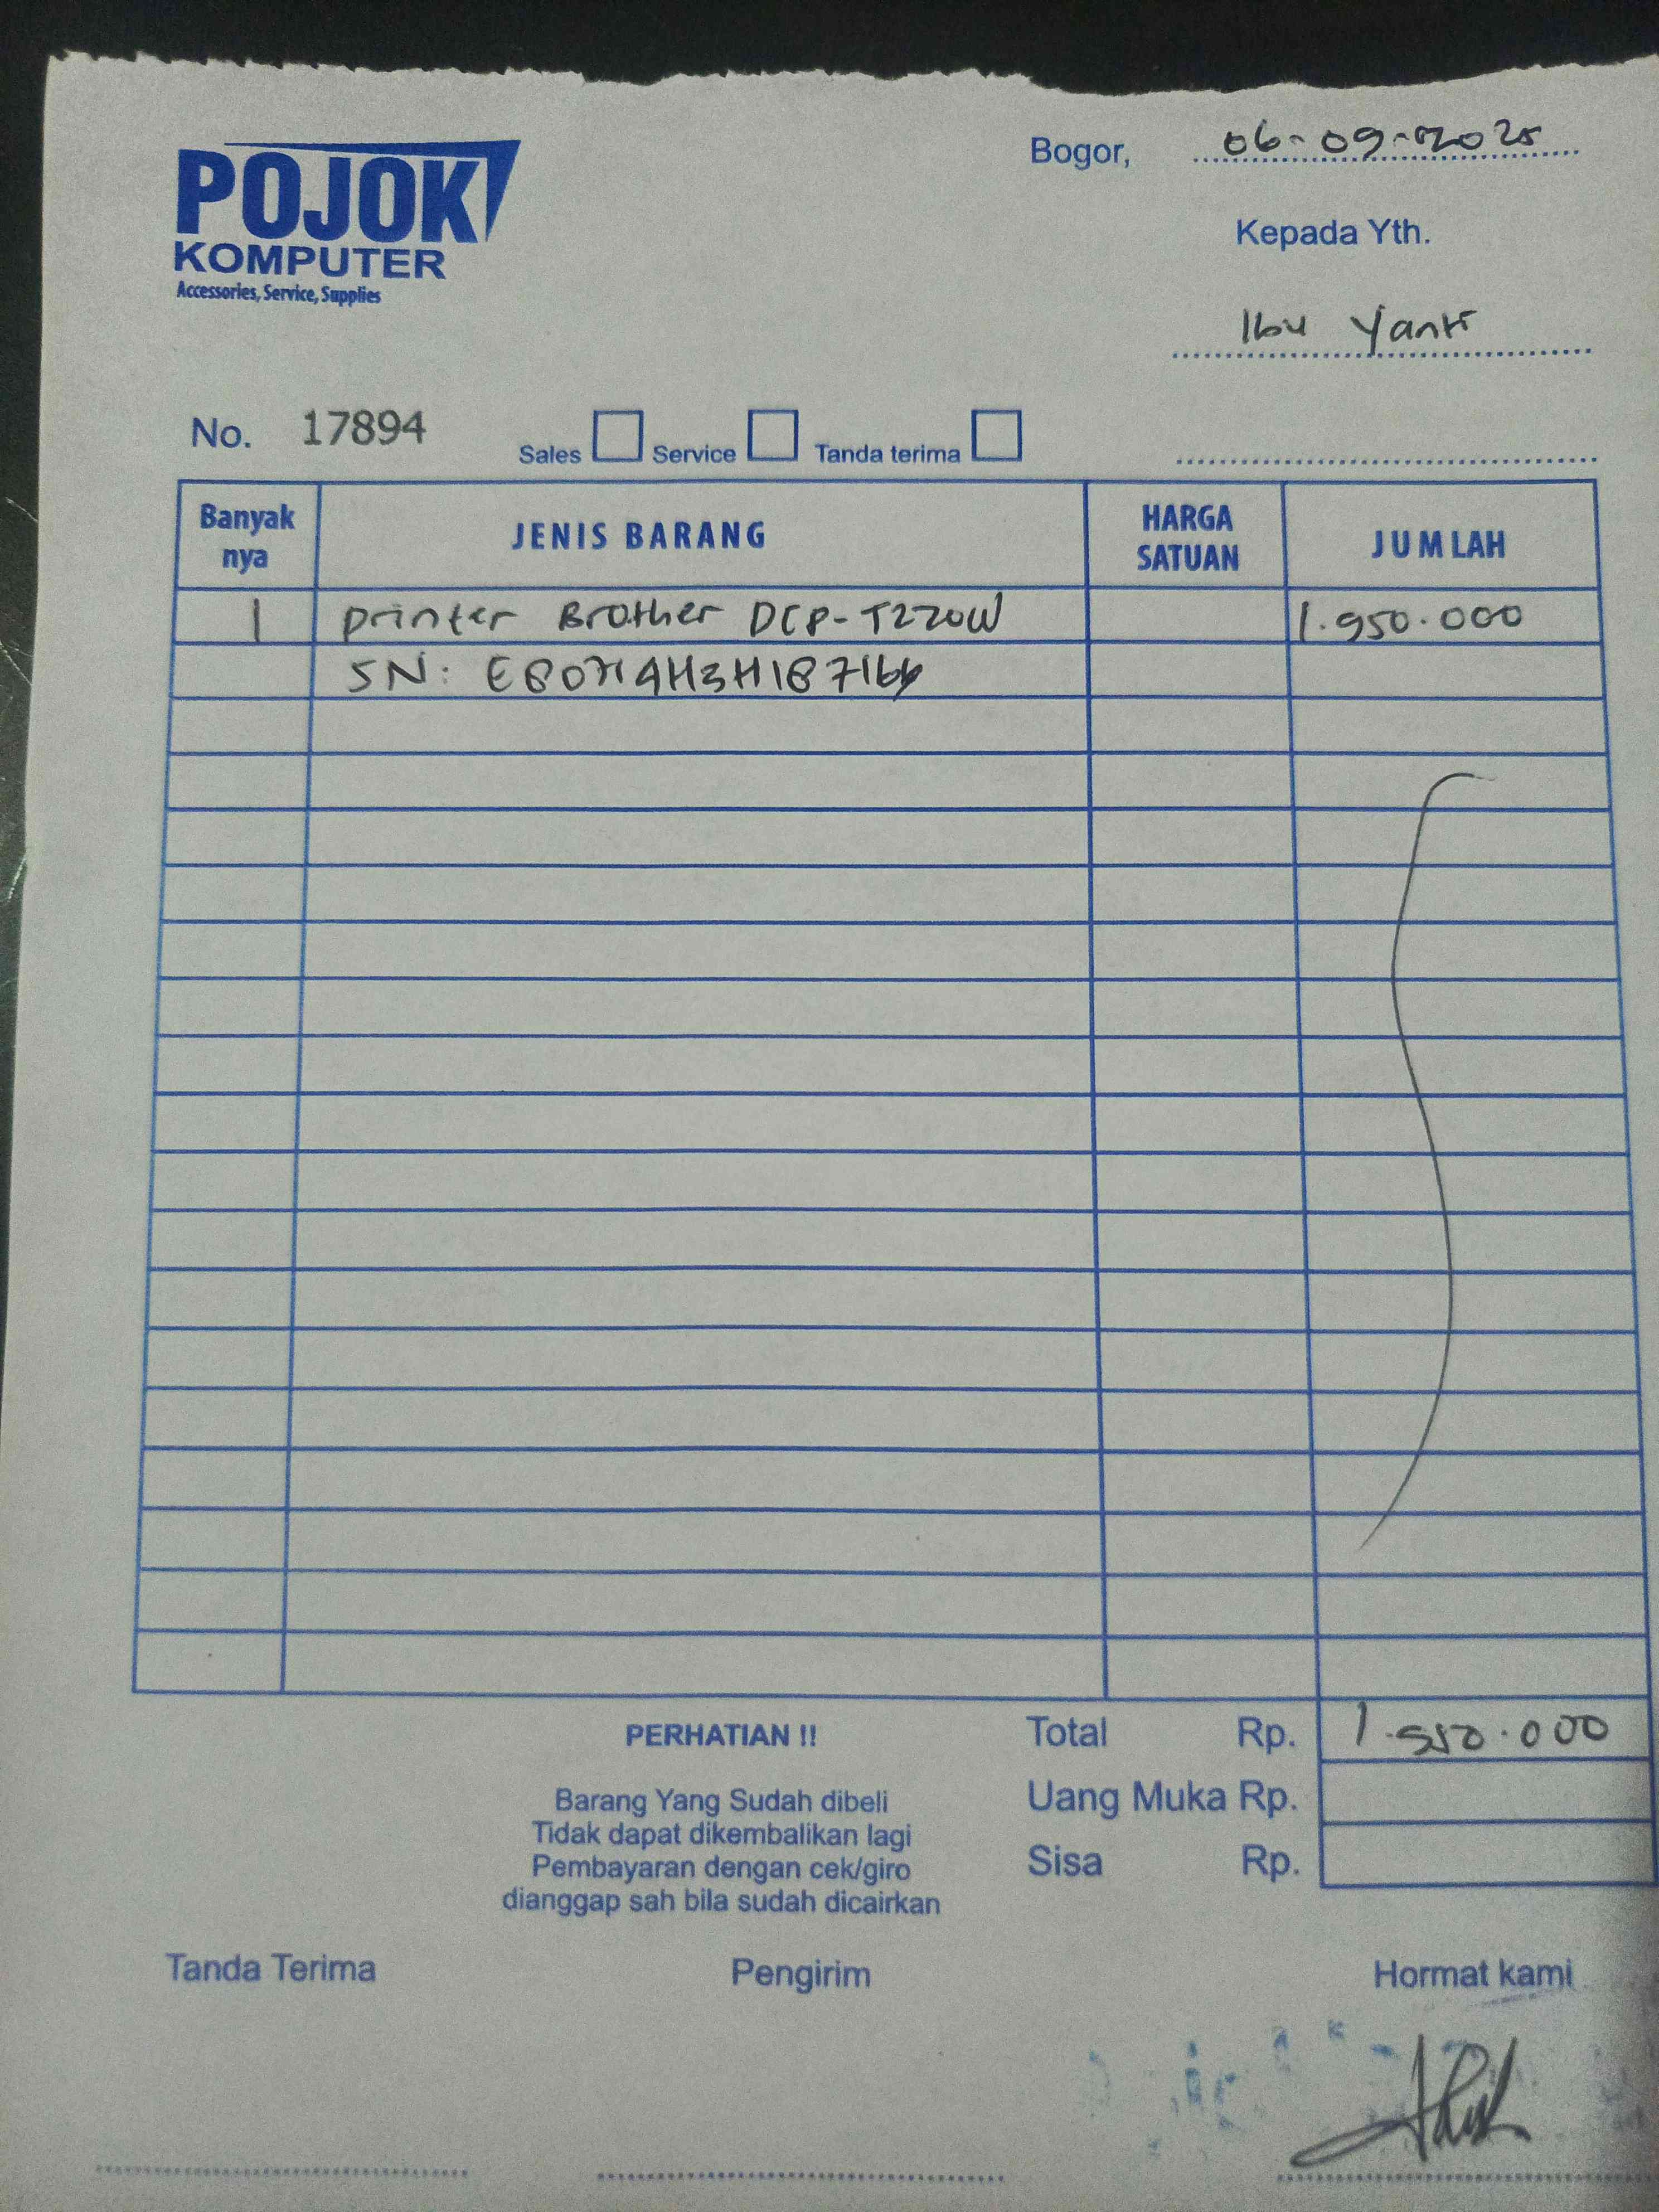 POJOK
KOMPUTER
Accessories, Service, Supplies
Bogor, 06-09-2025
Kepada Yth.
Ibu Yanti
No. 17894 Sales Service Tanda terima
Banyak nya JENIS BARANG HARGA SATUAN JUMLAH
1 Printer Brother DCP-T220W 1.950.000
SN:
PERHATIAN !!
Barang Yang Sudah dibeli
Tidak dapat dikembalikan lagi
Pembayaran dengan cek/giro
dianggap sah bila sudah dicairkan
Total Rp.
Uang Muka Rp.
Sisa Rp.
Tanda Terima Pengirim Hormat kami